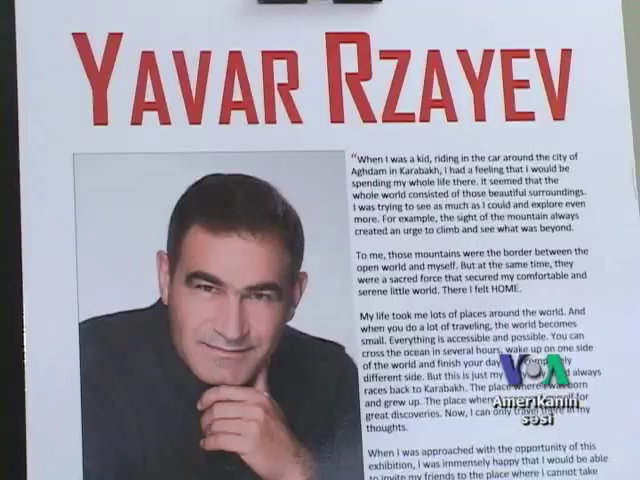 YAVAR RZAYEV
"When I was a kid, riding in the car around the city of
Aghdam in Karabakh, I had a feeling that I would be
spending my whole life there. It seemed that the
whole world consisted of those beautiful surroundings.
I was trying to see as much as I could and explore even
more. For example, the sight of the mountain always
created an urge to climb and see what was beyond.
To me, those mountains were the border between the
open world and myself. But at the same time, they
were a sacred force that secured my comfortable and
serene little world. There I felt HOME.
My life took me lots of places around the world. And
when you do a lot of traveling, the world becomes
small. Everything is accessible and possible. You can
cross the ocean in several hours, wake up on one side
of the world and finish your day completely
different side. But this is just my always
races back to Karabakh. The place where I was born
and grew up. The place where for
great discoveries. Now, I can only travel there in my
thoughts.
When I was approached with the opportunity of this
exhibition, I was immensely happy that I would be able
to invite my friends to the place where I cannot take
VOA
Amerikanın
səsi